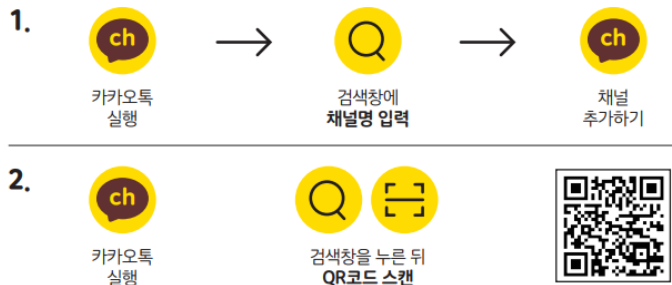 1.
ch
ch
카카오톡
실행
검색창에
채널명 입력
채널
추가하기
2.
ch
카카오톡
실행
검색창을 누른 뒤
QR코드 스캔